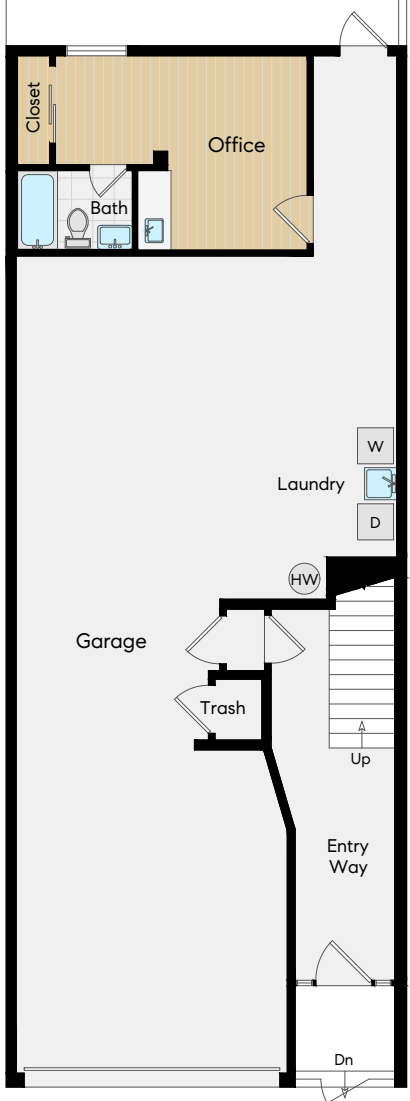 Closet
Office
Bath
W
Laundry
D
HW
Garage
Trash
Up
Entry
Way
Dn